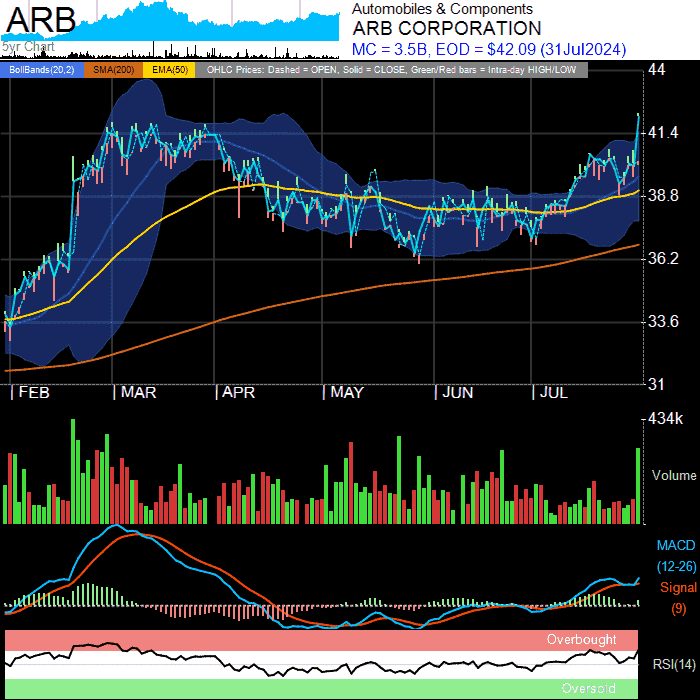 ARB
5yr Chart
Automobiles & Components
ARB CORPORATION
MC = 3.5B, EOD = $42.09 (31Jul2024)
BollBands(20,2) SMA(200) EMA(50) OHLC Prices: Dashed = OPEN, Solid = CLOSE, Green/Red bars = Intra-day HIGH/LOW
44
41.4
38.8
36.2
33.6
31
FEB MAR APR MAY JUN JUL
434k
Volume
MACD
(12-26)
Signal
(9)
Overbought
RSI(14)
Oversold